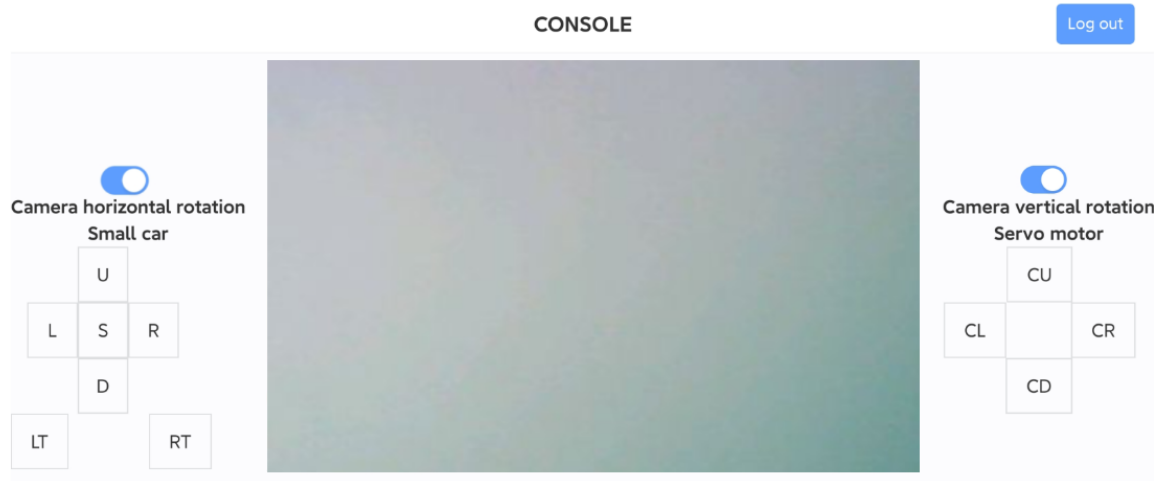 CONSOLE
Log out
Camera horizontal rotation
Small car
U
L S R
D
LT RT
Camera vertical rotation
Servo motor
CU
CL CR
CD